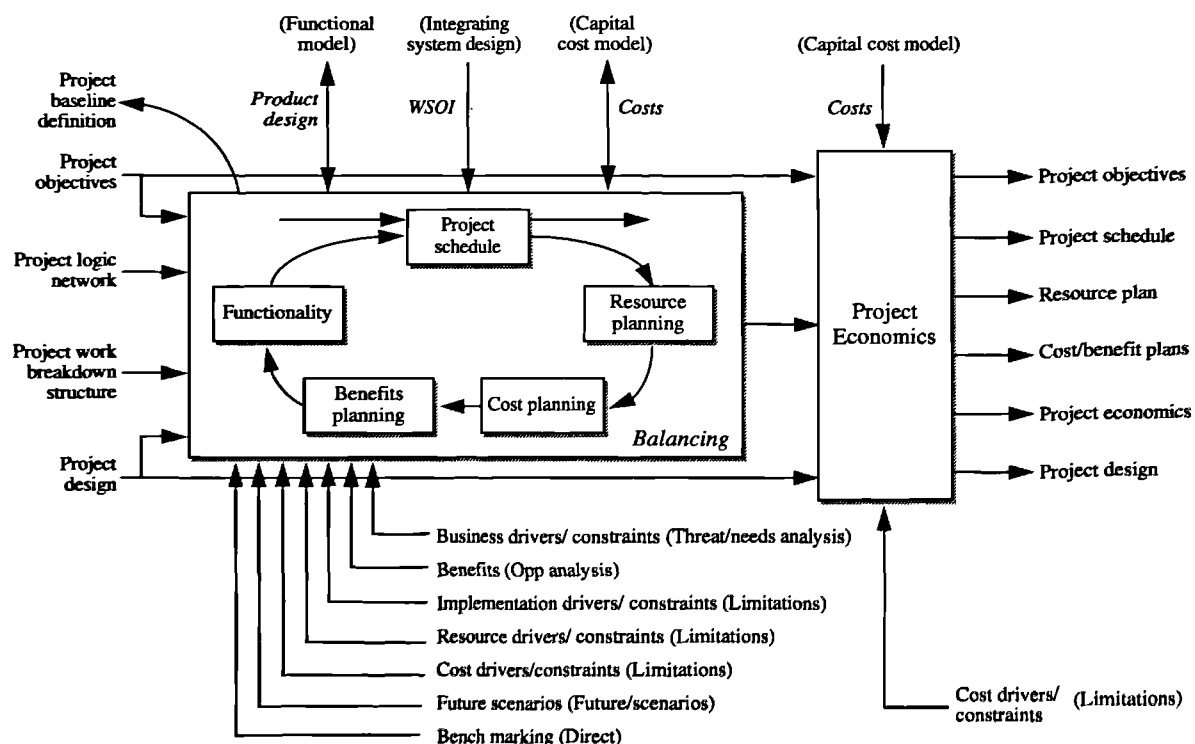 (Functional
model)
(Integrating
system design)
(Capital
cost model)
(Capital cost model)
Project
baseline
definition
Product
design
WSOI
Costs
Costs
Project
objectives
Project objectives
Project
schedule
Project schedule
Project logic
network
Functionality
Resource
planning
Resource plan
Project
Economics
Cost/benefit plans
Project work
breakdown
structure
Benefits
planning
Cost planning
Balancing
Project economics
Project
design
Project design
Business drivers/ constraints (Threat/needs analysis)
Benefits (Opp analysis)
Implementation drivers/ constraints (Limitations)
Resource drivers/ constraints (Limitations)
Cost drivers/constraints (Limitations)
Future scenarios (Future/scenarios)
Bench marking (Direct)
Cost drivers/ (Limitations)
constraints